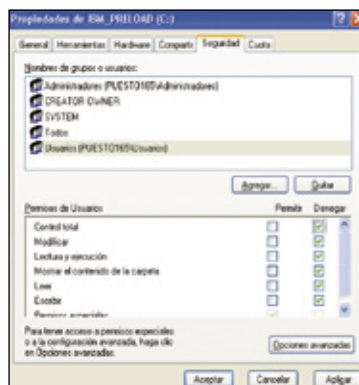 Propiedades de IBM_PRELOAD (C:)
General Herramientas Hardware Compartir Seguridad Cuota
Nombres de grupos o usuarios:
Administradores (PUESTO165\Administradores)
CREATOR OWNER
SYSTEM
Todos
Usuarios (PUESTO165\Usuarios)
Agregar... Quitar
Permisos de Usuarios Permitir Denegar
Control total
Modificar
Lectura y ejecución
Mostrar el contenido de la carpeta
Leer
Escribir
Permisos especiales
Para tener acceso a permisos especiales
o a la configuración avanzada, haga clic
en Opciones avanzadas.
Opciones avanzadas
Aceptar Cancelar Aplicar